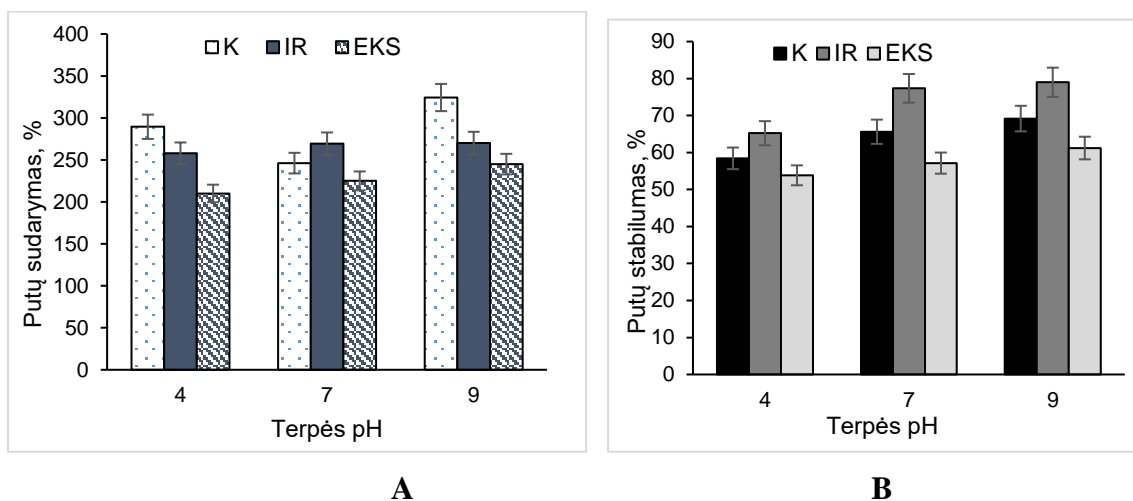 400
350
300
250
200
150
100
50
0
Putų sudarymas, %
K IR EKS
4 7 9
Terpės pH
A
90
80
70
60
50
40
30
20
10
0
Putų stabilumas, %
K IR EKS
4 7 9
Terpės pH
B